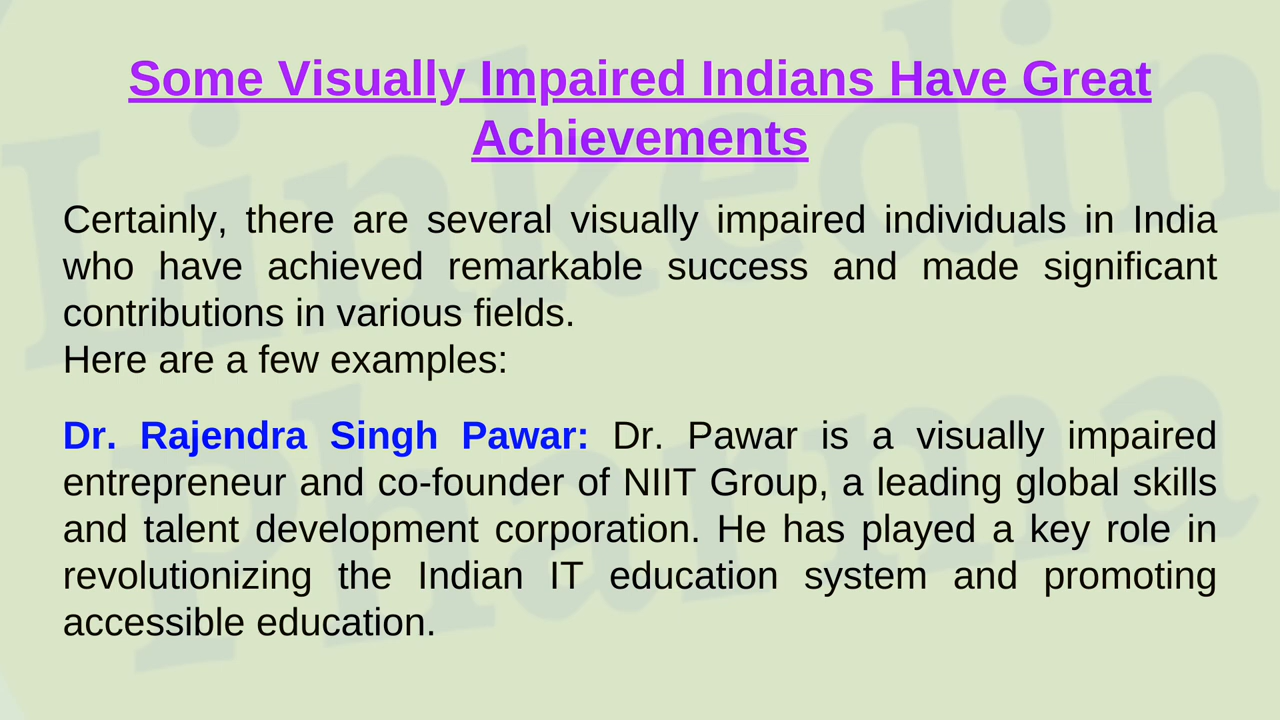 Some Visually Impaired Indians Have Great
Achievements
Certainly, there are several visually impaired individuals in India
who have achieved remarkable success and made significant
contributions in various fields.
Here are a few examples:
Dr. Rajendra Singh Pawar: Dr. Pawar is a visually impaired
entrepreneur and co-founder of NIIT Group, a leading global skills
and talent development corporation. He has played a key role in
revolutionizing the Indian IT education system and promoting
accessible education.
Linkedin
Pharma